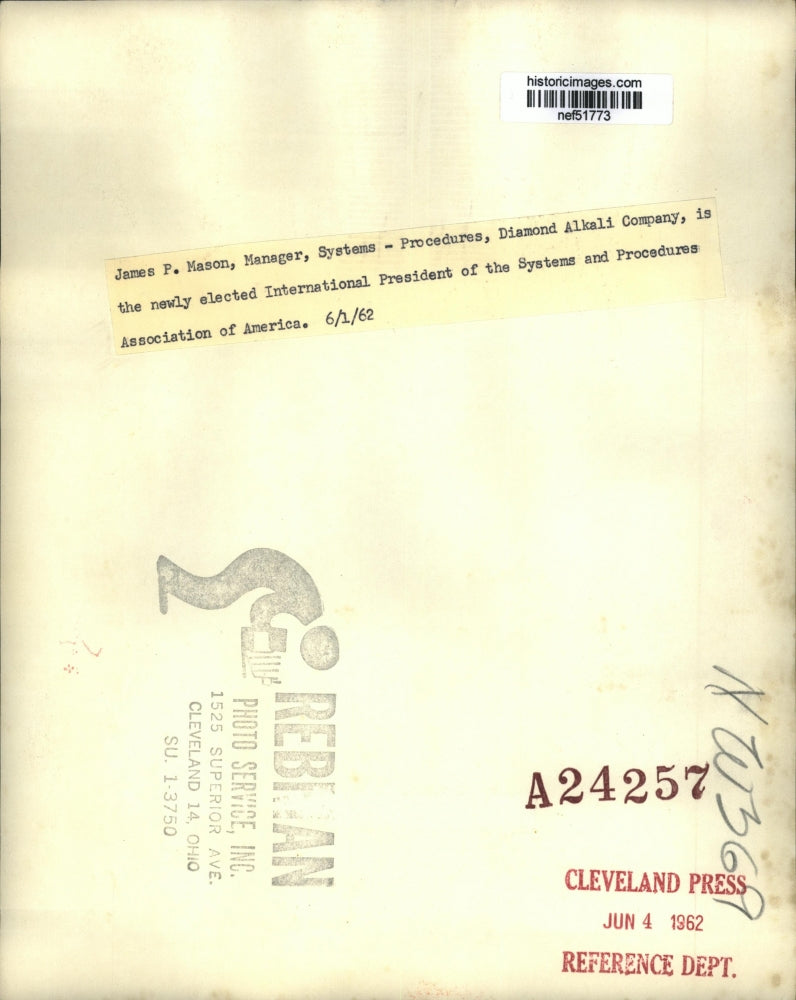 historicimages.com
nef51773
James P. Mason, Manager, Systems - Procedures, Diamond Alkali Company, is
the newly elected International President of the Systems and Procedures
Association of America. 6/1/62
PHOTO SERVICE, INC.
1525 SUPERIOR AVE.
CLEVELAND 14, OHIO
SU. 1-3750
A24257
CLEVELAND PRESS
JUN 4 1962
REFERENCE DEPT.